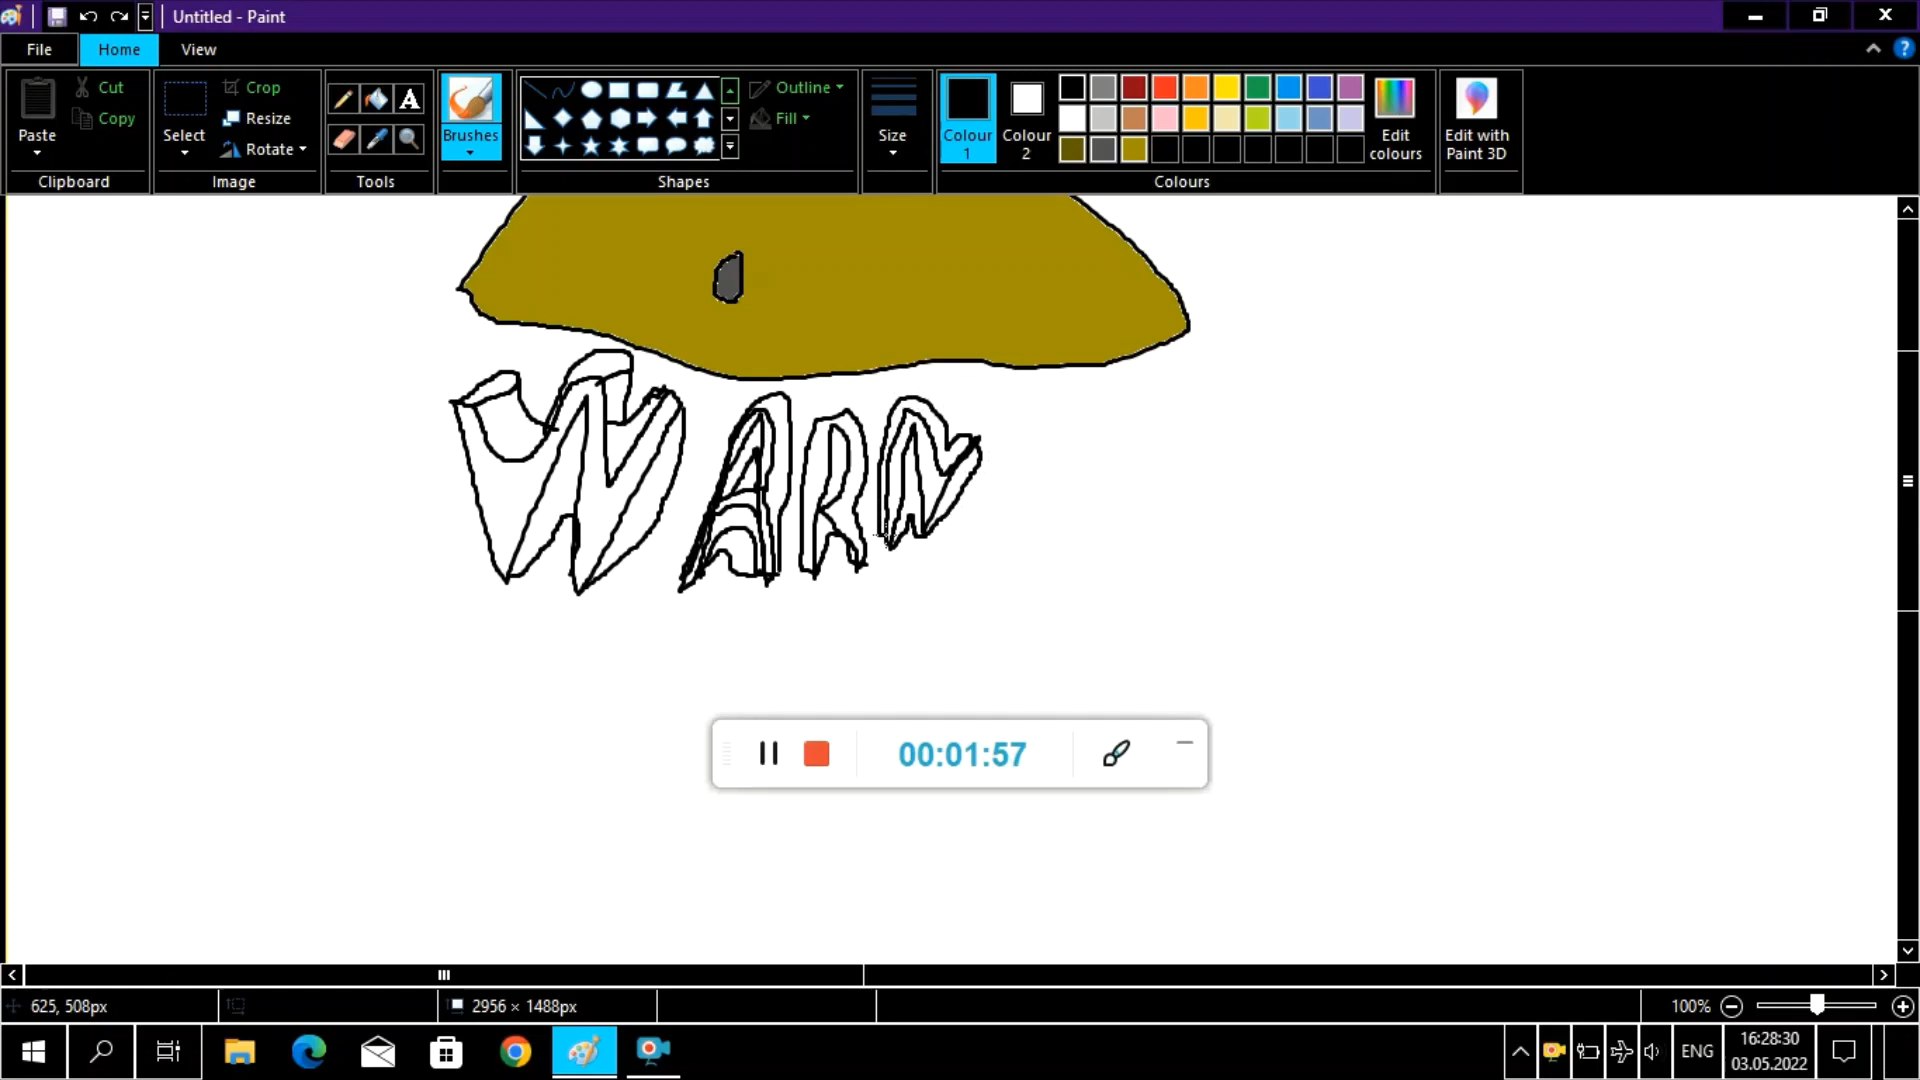 Untitled - Paint
File Home View
Cut
Copy
Paste
Clipboard
Select
Crop
Resize
Rotate
Image
A
Tools
Brushes
Outline
Fill
Shapes
Size
Colour 1
Colour 2
Edit colours
Colours
Edit with Paint 3D
WARN
00:01:57
625, 508px
2956 × 1488px
100%
ENG
16:28:30
03.05.2022